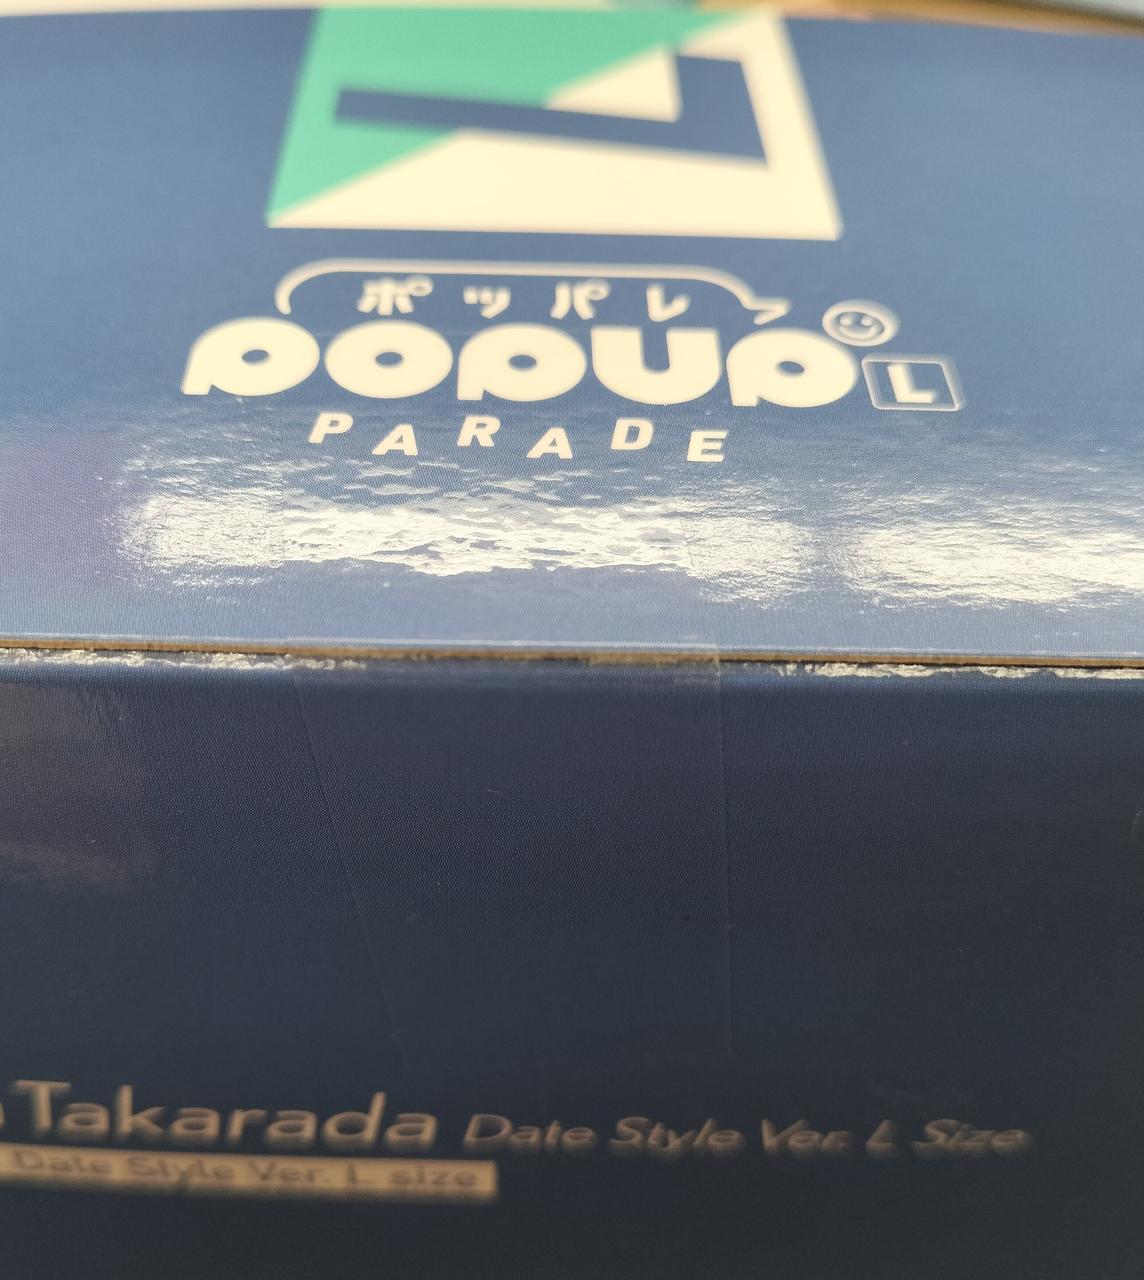 L
ポッパレ
POPUP
L
PARADE
Takarada Date Style Ver. L Size
Date Style Ver. L size